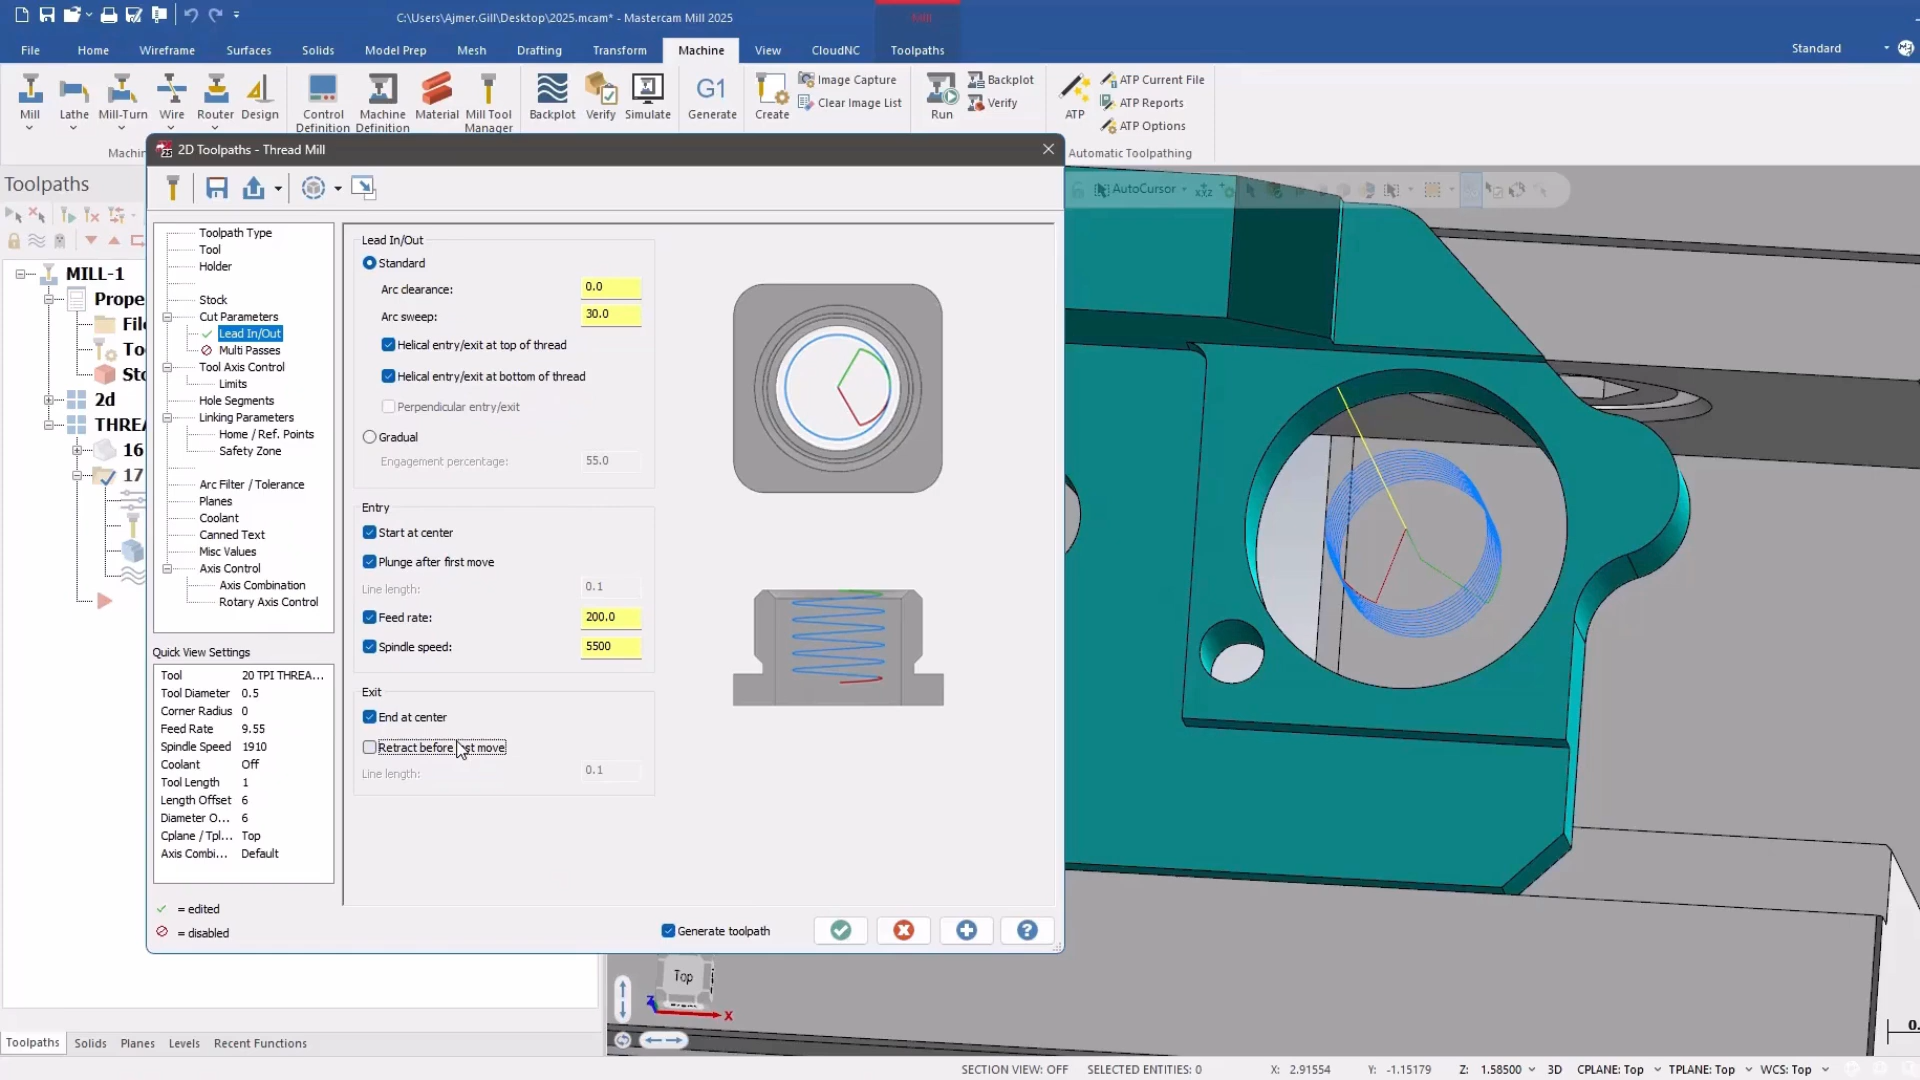 C:\Users\Ajmer.Gill\Desktop\2025.mcam* - Mastercam Mill 2025
File Home Wireframe Surfaces Solids Model Prep Mesh Drafting Transform Machine View CloudNC Toolpaths Standard
Mill Lathe Mill-Turn Wire Router Design
Control Definition
Machine Definition
Material
Mill Tool Manager
Backplot Verify Simulate
G1
Generate
Create
Image Capture
Clear Image List
Run
Backplot
Verify
ATP
ATP Current File
ATP Reports
ATP Options
Automatic Toolpathing
2D Toolpaths - Thread Mill
Toolpaths
AutoCursor
MILL-1
Prope
File
To
Sto
2d
THREA
16
17
Toolpath Type
Tool
Holder
Stock
Cut Parameters
Lead In/Out
Multi Passes
Tool Axis Control
Limits
Hole Segments
Linking Parameters
Home / Ref. Points
Safety Zone
Arc Filter / Tolerance
Planes
Coolant
Canned Text
Misc Values
Axis Control
Axis Combination
Rotary Axis Control
Quick View Settings
Tool 20 TPI THREA...
Tool Diameter 0.5
Corner Radius 0
Feed Rate 9.55
Spindle Speed 1910
Coolant Off
Tool Length 1
Length Offset 6
Diameter O... 6
Cplane / Tpl... Top
Axis Combi... Default
= edited
= disabled
Lead In/Out
Standard
Arc clearance: 0.0
Arc sweep: 30.0
Helical entry/exit at top of thread
Helical entry/exit at bottom of thread
Perpendicular entry/exit
Gradual
Engagement percentage: 55.0
Entry
Start at center
Plunge after first move
Line length: 0.1
Feed rate: 200.0
Spindle speed: 5500
Exit
End at center
Retract before last move
Line length: 0.1
Generate toolpath
Top
Z
X
0.
Toolpaths Solids Planes Levels Recent Functions
SECTION VIEW: OFF SELECTED ENTITIES: 0 X: 2.91554 Y: -1.15179 Z: 1.58500 3D CPLANE: Top TPLANE: Top WCS: Top